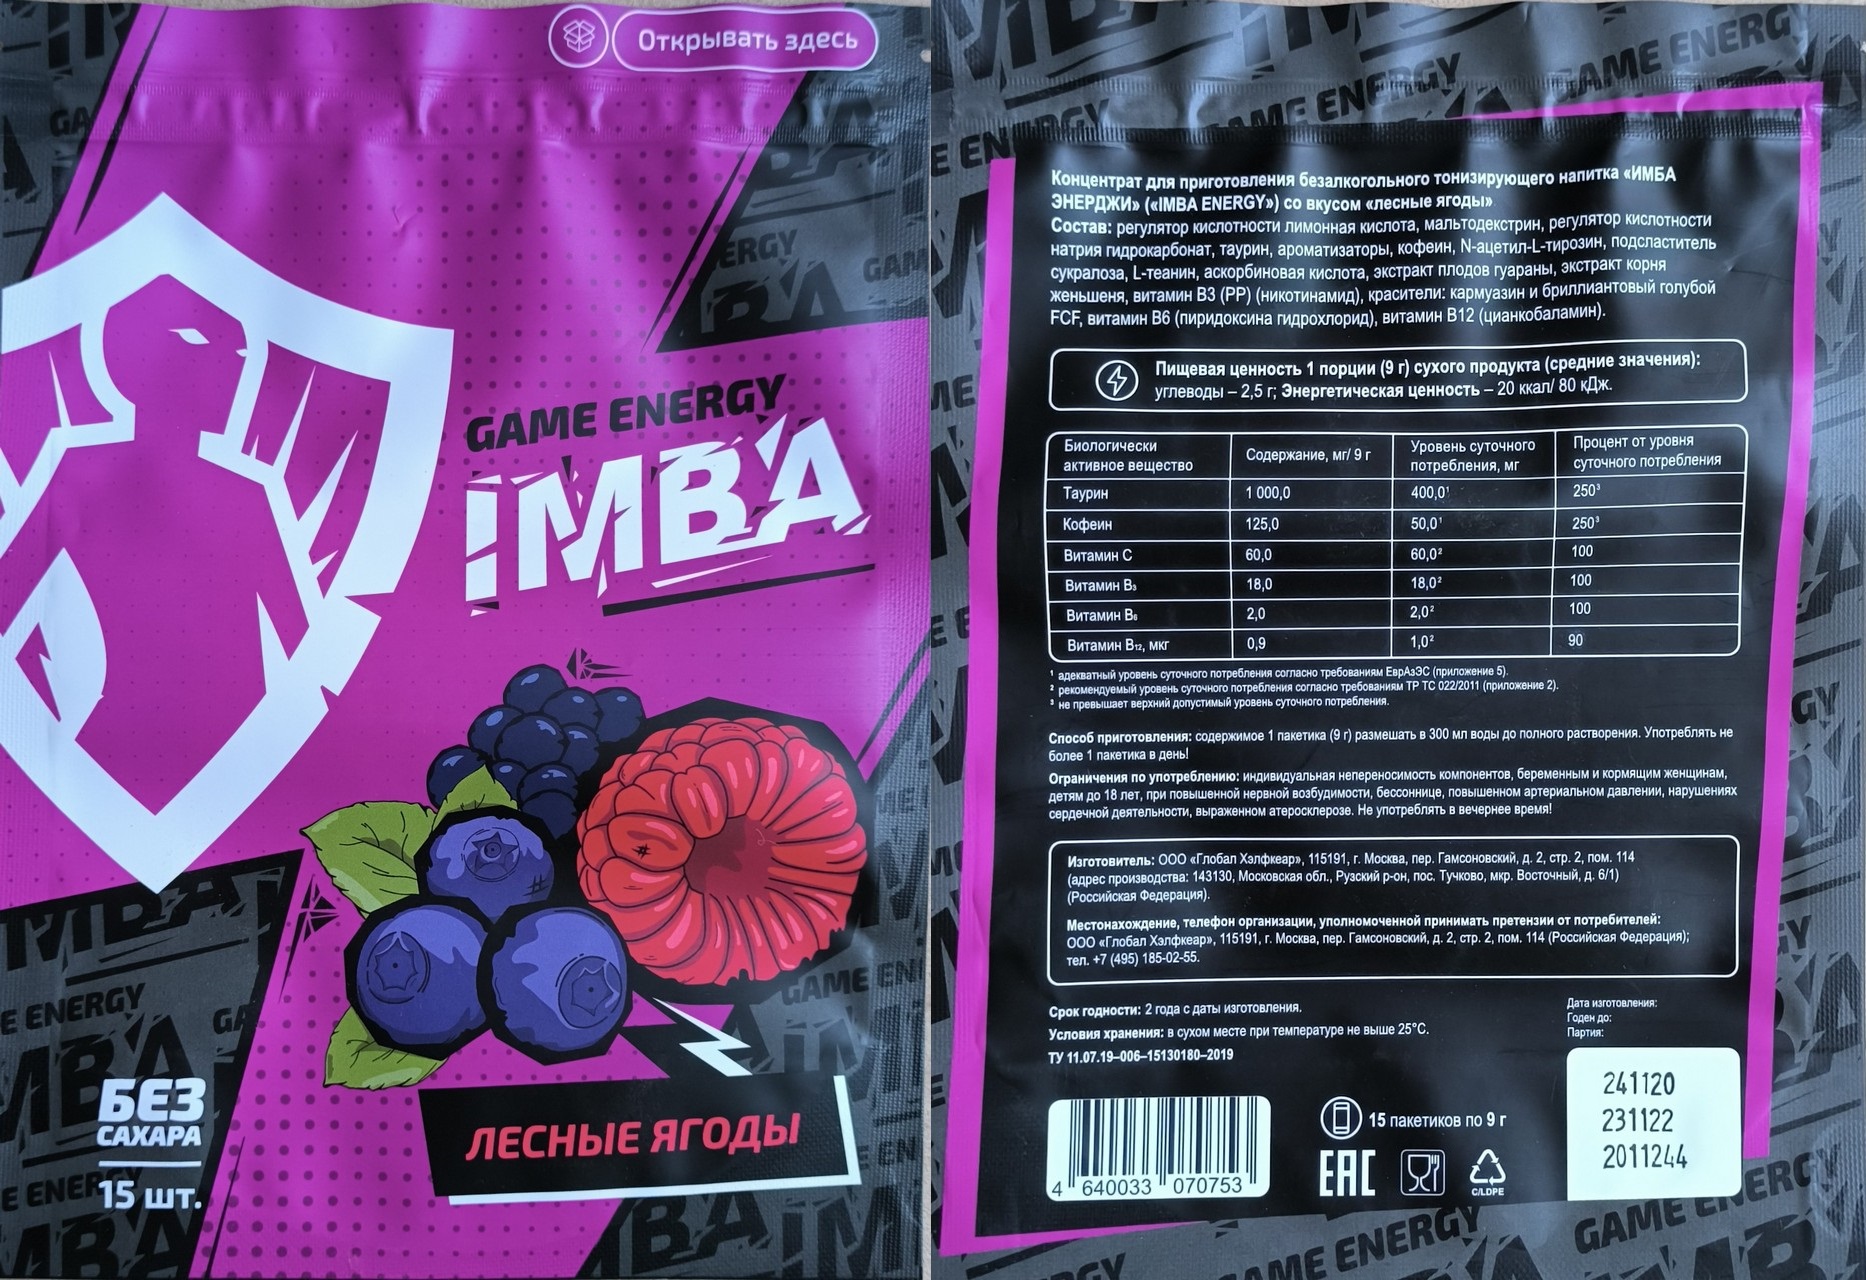 Открывать здесь
GAME ENERGY
IMBA
БЕЗ
САХАРА
15 шт.
ЛЕСНЫЕ ЯГОДЫ
Концентрат для приготовления безалкогольного тонизирующего напитка «ИМБА
ЭНЕРДЖИ» («IMBA ENERGY») со вкусом «лесные ягоды»
Состав: регулятор кислотности лимонная кислота, мальтодекстрин, регулятор кислотности
натрия гидрокарбонат, таурин, ароматизаторы, кофеин, N-ацетил-L-тирозин, подсластитель
сукралоза, L-теанин, аскорбиновая кислота, экстракт плодов гуараны, экстракт корня
женьшеня, витамин В3 (РР) (никотинамид), красители: кармуазин и бриллиантовый голубой
FCF, витамин В6 (пиридоксина гидрохлорид), витамин В12 (цианкобаламин).
Пищевая ценность 1 порции (9 г) сухого продукта (средние значения):
углеводы – 2,5 г; Энергетическая ценность – 20 ккал/ 80 кДж.
Биологически активное вещество Содержание, мг/ 9 г Уровень суточного потребления, мг Процент от уровня суточного потребления
Таурин 1 000,0 400,0¹ 250³
Кофеин 125,0 50,0¹ 250³
Витамин С 60,0 60,0² 100
Витамин В₃ 18,0 18,0² 100
Витамин В₆ 2,0 2,0² 100
Витамин В₁₂, мкг 0,9 1,0² 90
¹ адекватный уровень суточного потребления согласно требованиям ЕврАзЭС (приложение 5).
² рекомендуемый уровень суточного потребления согласно требованиям ТР ТС 022/2011 (приложение 2).
³ не превышает верхний допустимый уровень суточного потребления.
Способ приготовления: содержимое 1 пакетика (9 г) размешать в 300 мл воды до полного растворения. Употреблять не
более 1 пакетика в день!
Ограничения по употреблению: индивидуальная непереносимость компонентов, беременным и кормящим женщинам,
детям до 18 лет, при повышенной нервной возбудимости, бессоннице, повышенном артериальном давлении, нарушениях
сердечной деятельности, выраженном атеросклерозе. Не употреблять в вечернее время!
Изготовитель: ООО «Глобал Хэлфкеар», 115191, г. Москва, пер. Гамсоновский, д. 2, стр. 2, пом. 114
(адрес производства: 143130, Московская обл., Рузский р-он, пос. Тучково, мкр. Восточный, д. 6/1)
(Российская Федерация).
Местонахождение, телефон организации, уполномоченной принимать претензии от потребителей:
ООО «Глобал Хэлфкеар», 115191, г. Москва, пер. Гамсоновский, д. 2, стр. 2, пом. 114 (Российская Федерация);
тел. +7 (495) 185-02-55.
Срок годности: 2 года с даты изготовления.
Условия хранения: в сухом месте при температуре не выше 25°С.
ТУ 11.07.19–006–15130180–2019
Дата изготовления:
Годен до:
Партия:
241120
231122
2011244
4 640033 070753
15 пакетиков по 9 г
EAC
C/LDPE